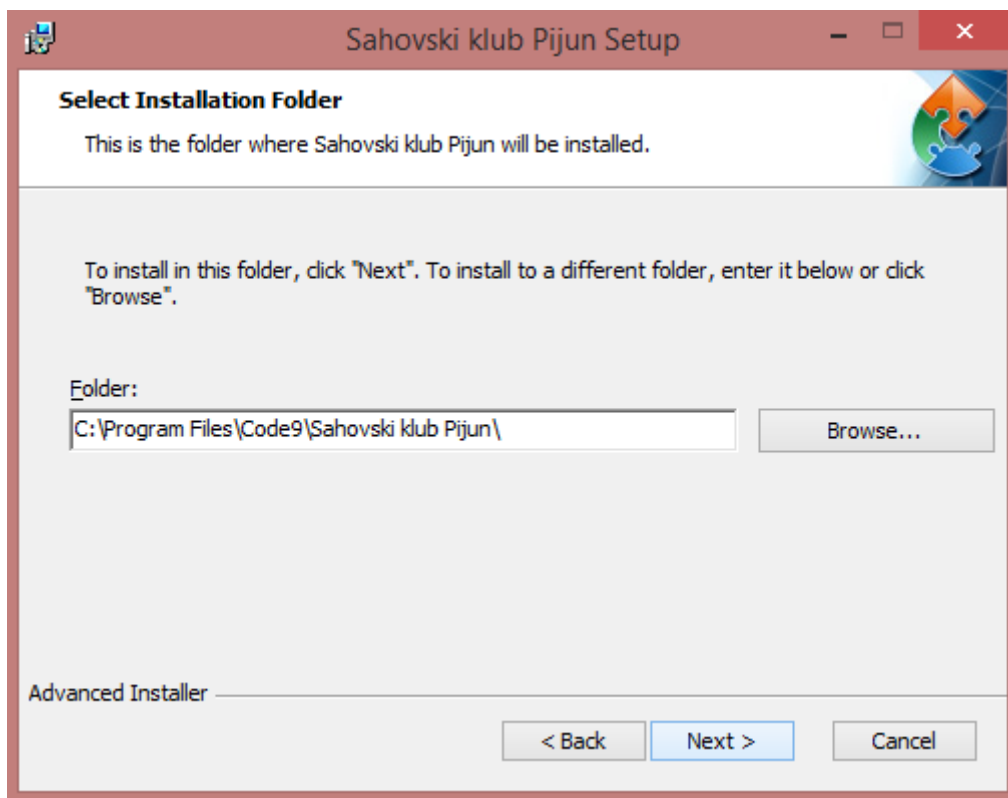 Sahovski klub Pijun Setup
Select Installation Folder
This is the folder where Sahovski klub Pijun will be installed.
To install in this folder, click "Next". To install to a different folder, enter it below or click
"Browse".
Folder:
C:\Program Files\Code9\Sahovski klub Pijun\
Browse...
Advanced Installer
< Back
Next >
Cancel